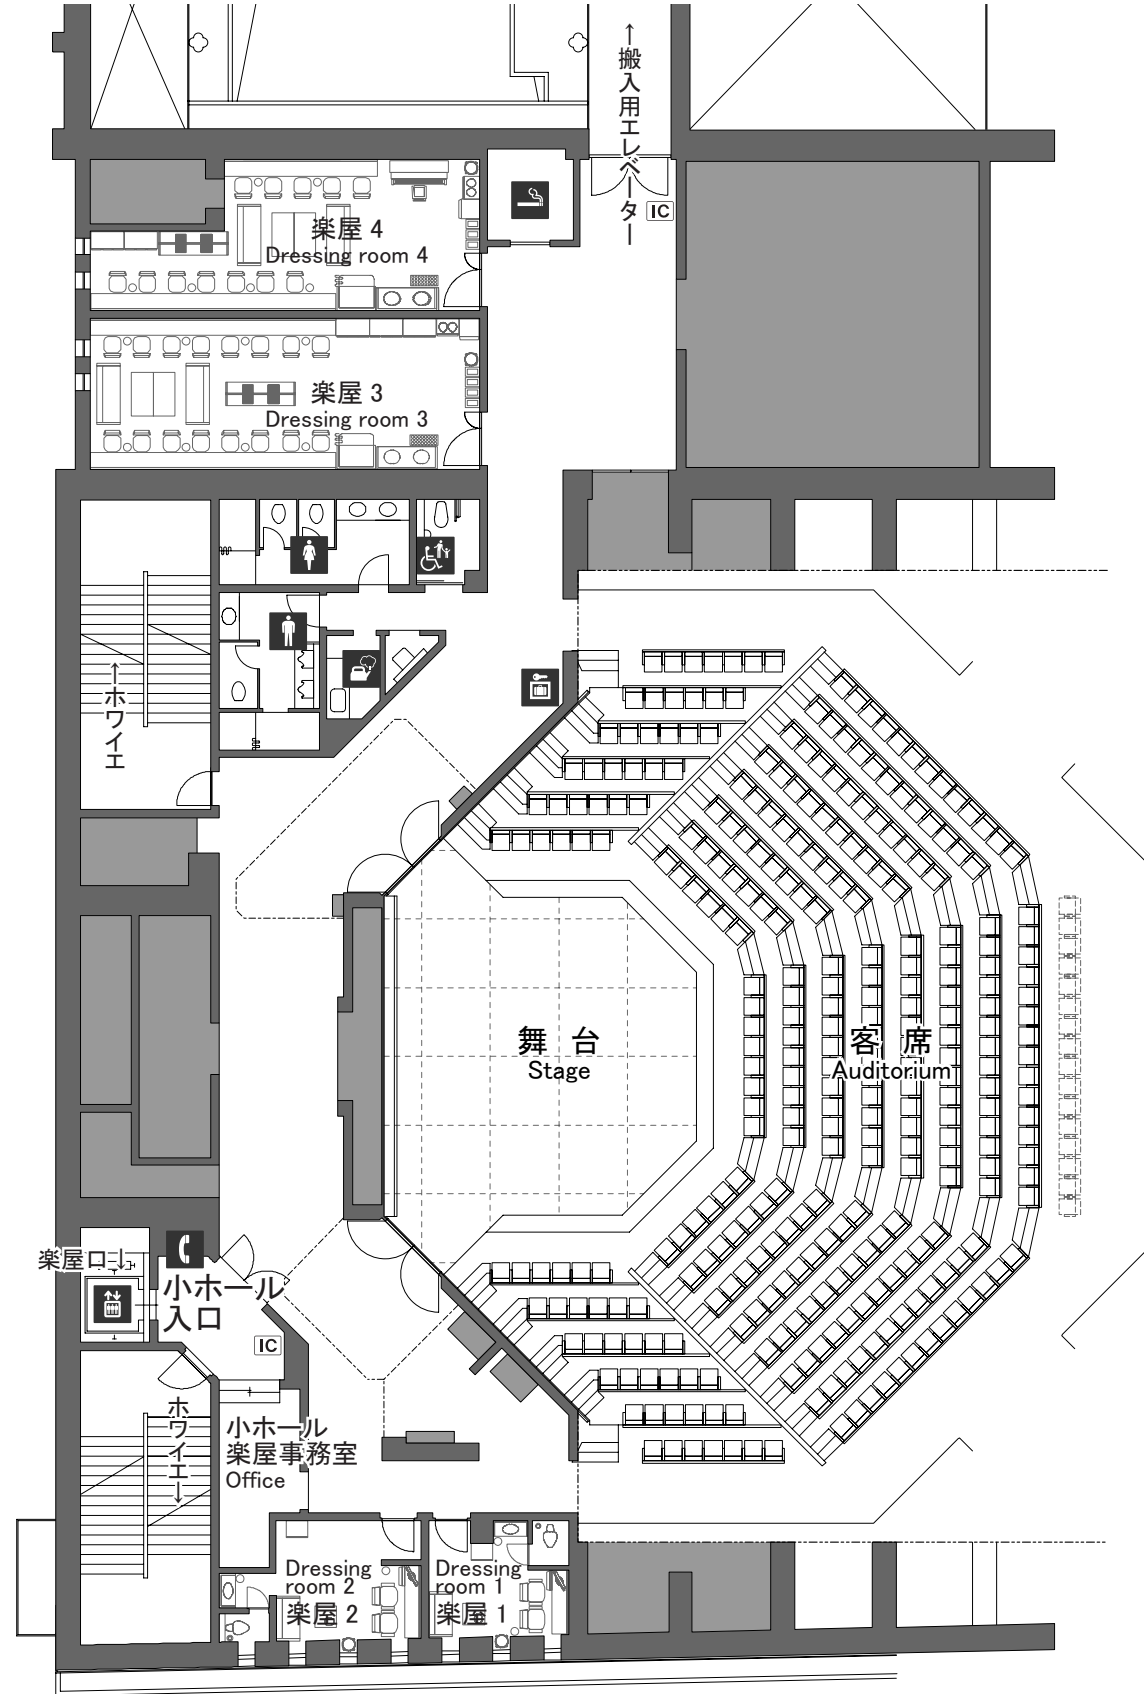 ↑搬入用エレベーター
IC
楽屋 4
Dressing room 4
楽屋 3
Dressing room 3
↑ホワイエ
舞 台
Stage
客 席
Auditorium
楽屋口↓
小ホール
入口
IC
ホワイエ↓
小ホール
楽屋事務室
Office
Dressing
room 2
楽屋 2
Dressing
room 1
楽屋 1